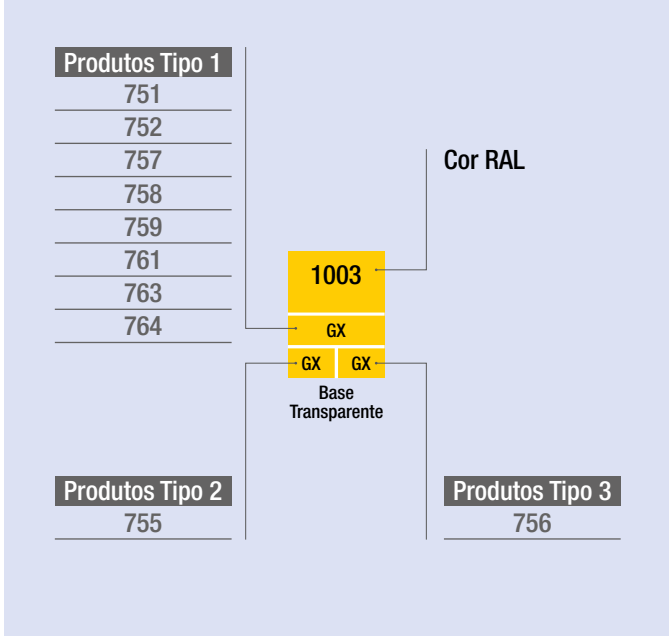 Produtos Tipo 1
751
752
757
758
759
761
763
764
Cor RAL
1003
GX
GX GX
Base
Transparente
Produtos Tipo 2
755
Produtos Tipo 3
756